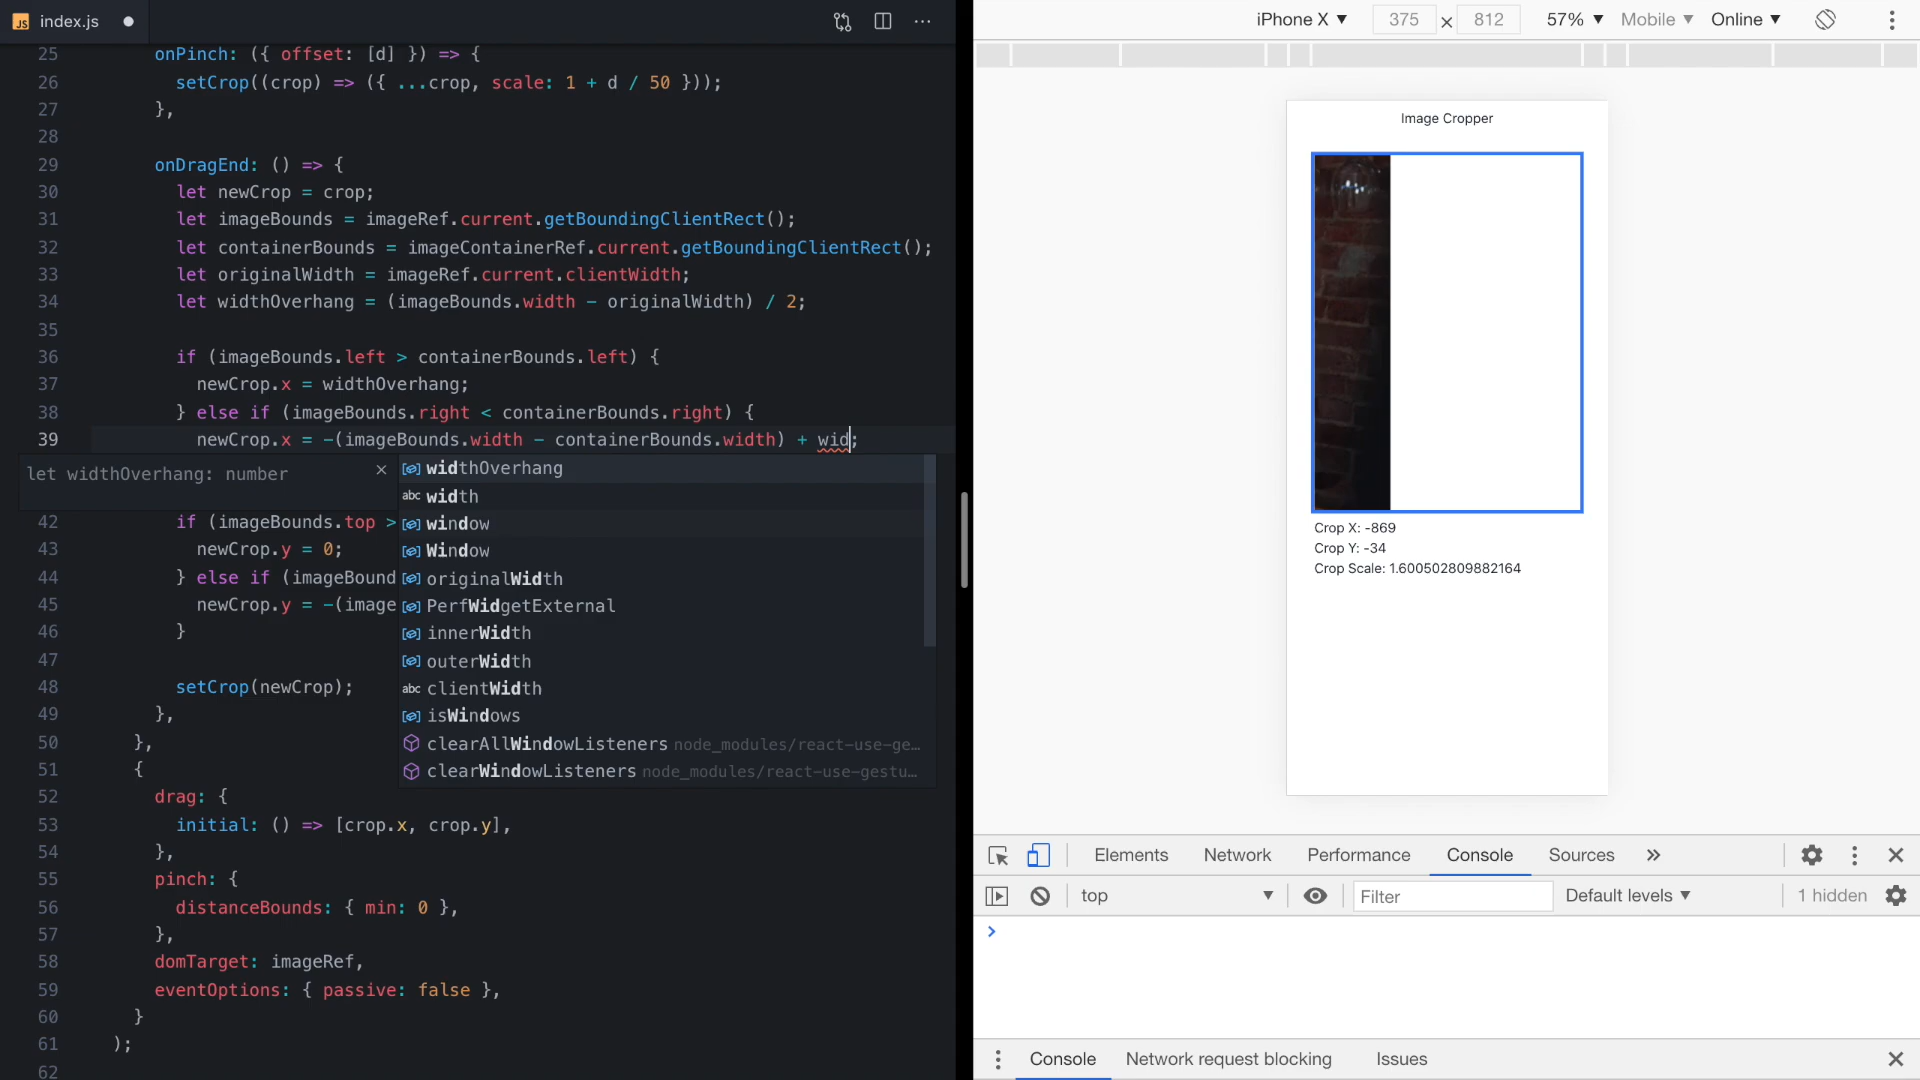 JS index.js
25 onPinch: ({ offset: [d] }) => {
26 setCrop((crop) => ({ ...crop, scale: 1 + d / 50 }));
27 },
28
29 onDragEnd: () => {
30 let newCrop = crop;
31 let imageBounds = imageRef.current.getBoundingClientRect();
32 let containerBounds = imageContainerRef.current.getBoundingClientRect();
33 let originalWidth = imageRef.current.clientWidth;
34 let widthOverhang = (imageBounds.width - originalWidth) / 2;
35
36 if (imageBounds.left > containerBounds.left) {
37 newCrop.x = widthOverhang;
38 } else if (imageBounds.right < containerBounds.right) {
39 newCrop.x = -(imageBounds.width - containerBounds.width) + wid;
let widthOverhang: number
widthOverhang
abc width
window
Window
originalWidth
PerfWidgetExternal
innerWidth
outerWidth
abc clientWidth
isWindows
clearAllWindowListeners node_modules/react-use-ge…
clearWindowListeners node_modules/react-use-gestu…
42 if (imageBounds.top >
43 newCrop.y = 0;
44 } else if (imageBound
45 newCrop.y = -(image
46 }
47
48 setCrop(newCrop);
49 },
50 },
51 {
52 drag: {
53 initial: () => [crop.x, crop.y],
54 },
55 pinch: {
56 distanceBounds: { min: 0 },
57 },
58 domTarget: imageRef,
59 eventOptions: { passive: false },
60 }
61 );
62
iPhone X ▼ 375 × 812 57% ▼ Mobile ▼ Online ▼
Image Cropper
Crop X: -869
Crop Y: -34
Crop Scale: 1.600502809882164
Elements Network Performance Console Sources »
top ▼ Filter Default levels ▼ 1 hidden
>
Console Network request blocking Issues